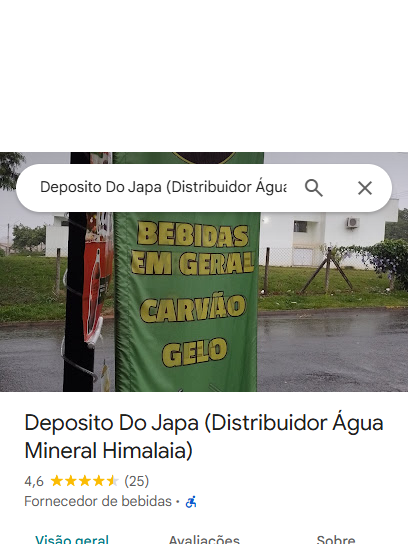 Deposito Do Japa (Distribuidor Água
BEBIDAS
EM GERAL
CARVÃO
GELO
Deposito Do Japa (Distribuidor Água
Mineral Himalaia)
4,6 (25)
Fornecedor de bebidas ·
Visão geral Avaliações Sobre